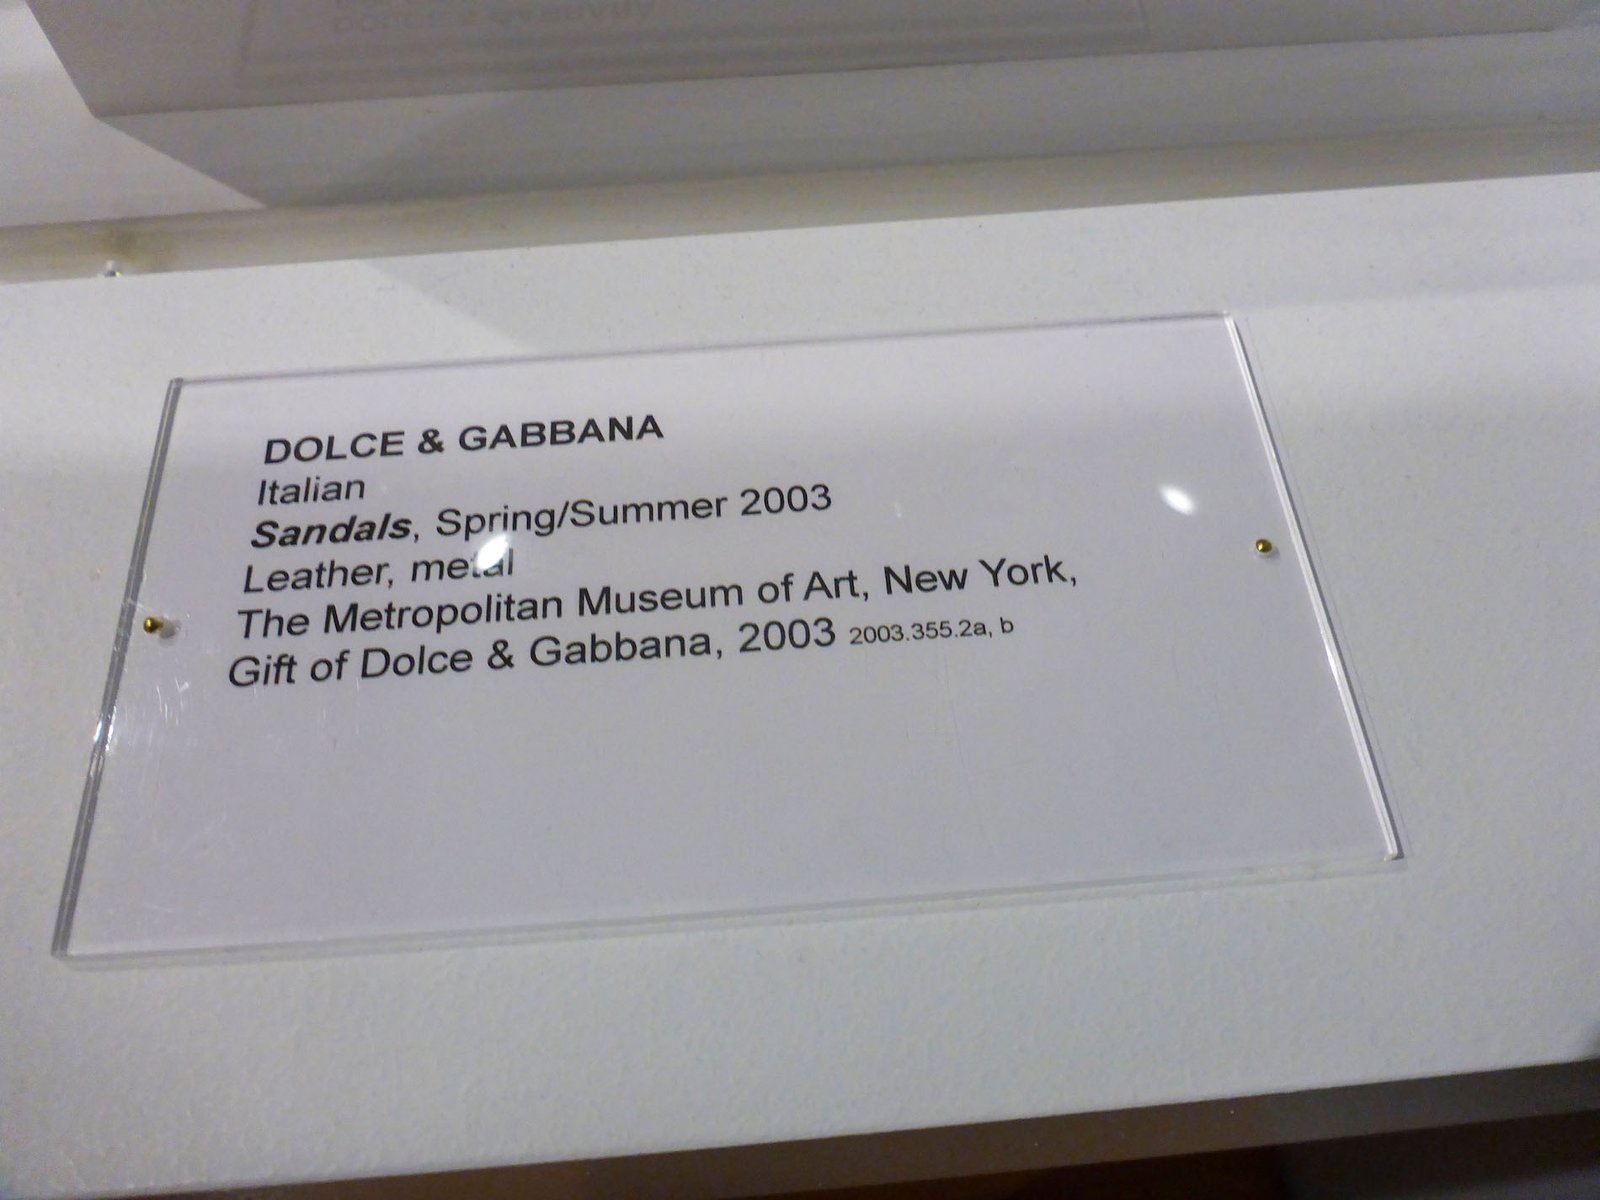 DOLCE & GABBANA
Italian
Sandals, Spring/Summer 2003
Leather, metal
The Metropolitan Museum of Art, New York,
Gift of Dolce & Gabbana, 2003 2003.355.2a, b